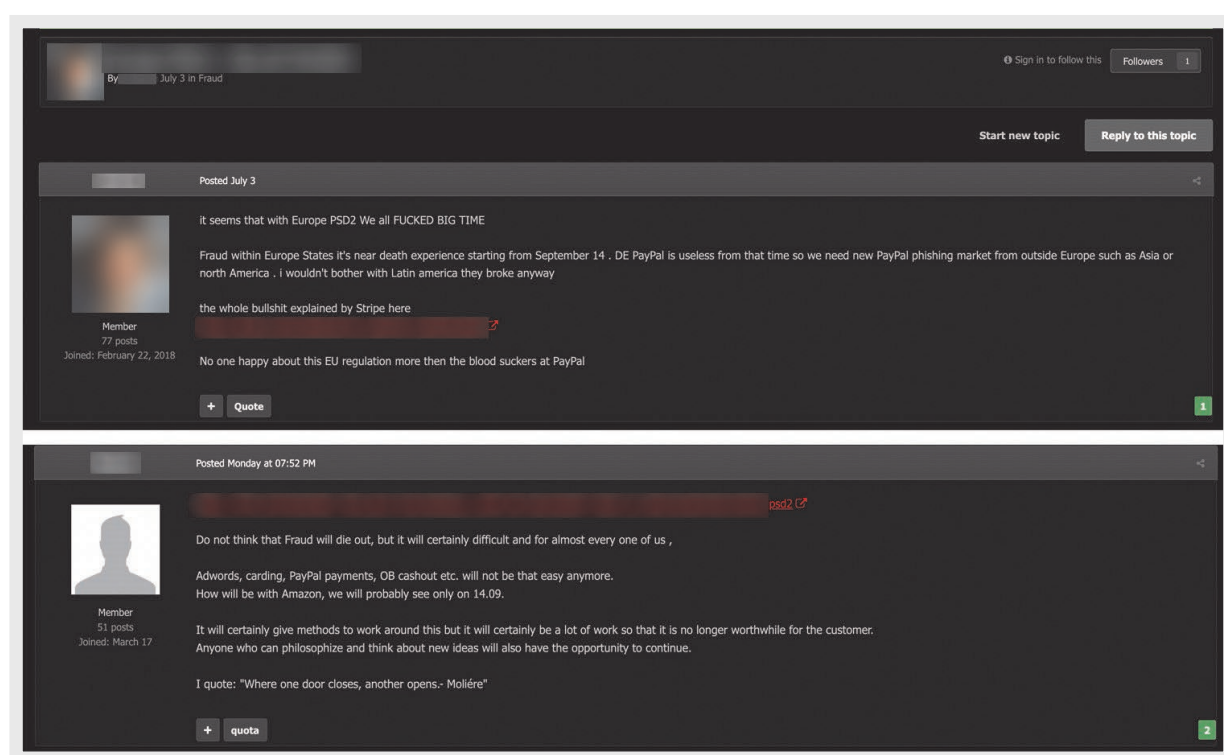 By July 3 in Fraud
Sign in to follow this
Followers 1
Start new topic
Reply to this topic
Posted July 3
it seems that with Europe PSD2 We all FUCKED BIG TIME
Fraud within Europe States it's near death experience starting from September 14 . DE PayPal is useless from that time so we need new PayPal phishing market from outside Europe such as Asia or
north America . i wouldn't bother with Latin america they broke anyway
the whole bullshit explained by Stripe here
Member
77 posts
Joined: February 22, 2018
No one happy about this EU regulation more then the blood suckers at PayPal
+ Quote
1
Posted Monday at 07:52 PM
psd2
Do not think that Fraud will die out, but it will certainly difficult and for almost every one of us ,
Adwords, carding, PayPal payments, OB cashout etc. will not be that easy anymore.
How will be with Amazon, we will probably see only on 14.09.
Member
51 posts
Joined: March 17
It will certainly give methods to work around this but it will certainly be a lot of work so that it is no longer worthwhile for the customer.
Anyone who can philosophize and think about new ideas will also have the opportunity to continue.
I quote: "Where one door closes, another opens.- Moliére"
+ quota
2